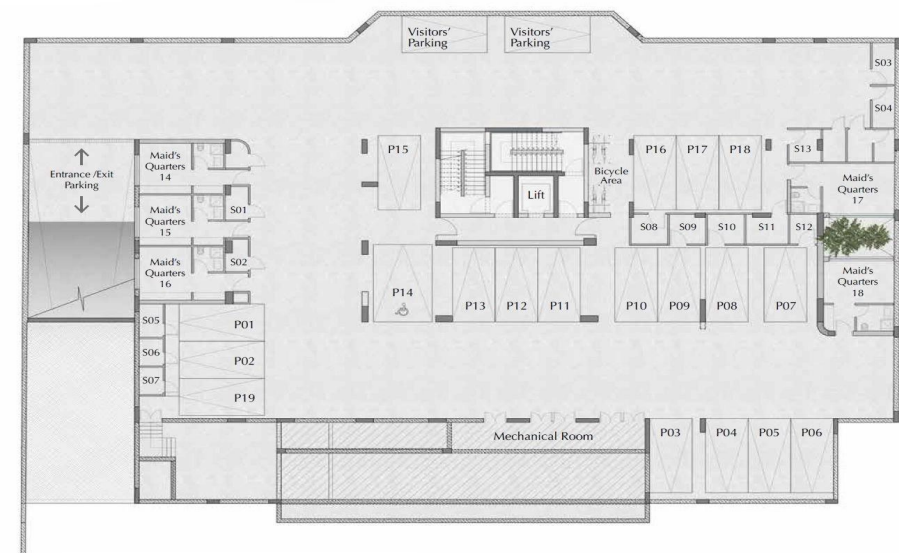 Visitors'
Parking
Visitors'
Parking
S03
S04
Entrance /Exit
Parking
Maid's
Quarters
14
P15
Lift
Bicycle
Area
P16
P17
P18
S13
Maid's
Quarters
17
S01
Maid's
Quarters
15
S08
S09
S10
S11
S12
S02
Maid's
Quarters
16
Maid's
Quarters
18
P14
P13
P12
P11
P10
P09
P08
P07
S05
P01
S06
P02
S07
P19
Mechanical Room
P03
P04
P05
P06